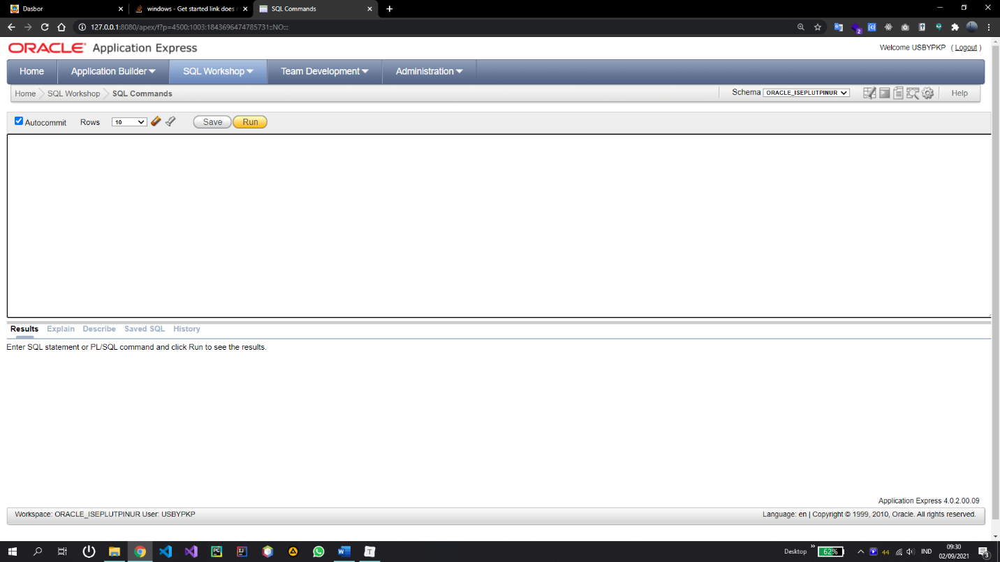 Dasbor
windows - Get started link does
SQL Commands
127.0.0.1:8080/apex/f?p=4500:1003:1843696474785731::NO:::
2
ORACLE Application Express
Welcome USBYPKP ( Logout )
Home Application Builder SQL Workshop Team Development Administration
Home SQL Workshop SQL Commands
Schema ORACLE_ISEPLUTPINUR Help
Autocommit Rows 10 Save Run
Results Explain Describe Saved SQL History
Enter SQL statement or PL/SQL command and click Run to see the results.
Application Express 4.0.2.00.09
Workspace: ORACLE_ISEPLUTPINUR User: USBYPKP
Language: en | Copyright © 1999, 2010, Oracle. All rights reserved.
PC IJ W T Desktop 62% 44 IND
09:30
02/09/2021
3